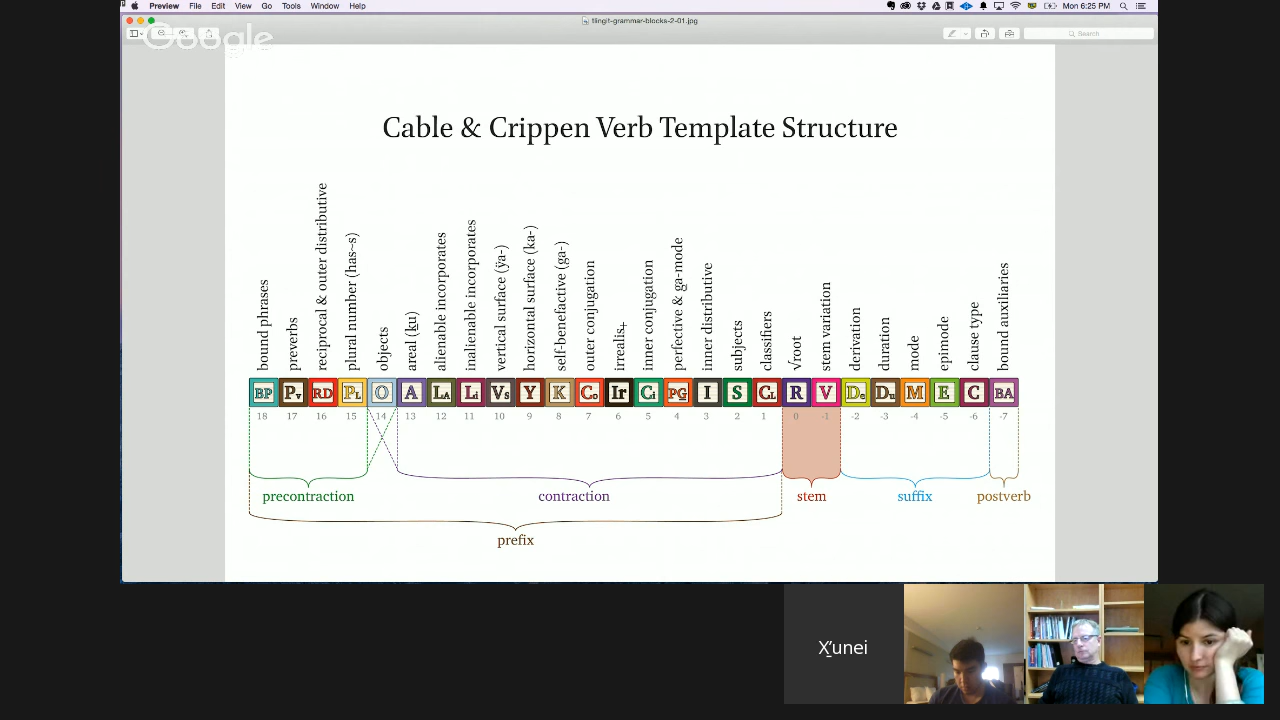 Preview File Edit View Go Tools Window Help
Mon 6:25 PM
tlingit-grammar-blocks-2-01.jpg
Google
Search
Cable & Crippen Verb Template Structure
bound phrases
preverbs
reciprocal & outer distributive
plural number (has~s)
objects
areal (ḵu)
alienable incorporates
inalienable incorporates
vertical surface (ÿa-)
horizontal surface (ka-)
self-benefactive (ga-)
outer conjugation
irrealis
inner conjugation
perfective & g̱a-mode
inner distributive
subjects
classifiers
√root
stem variation
derivation
duration
mode
epimode
clause type
bound auxiliaries
BP Pv RD PL O A LA Li Vs Y K Co Ir Ci PG I S CL R V De Du M E C BA
18 17 16 15 14 13 12 11 10 9 8 7 6 5 4 3 2 1 0 -1 -2 -3 -4 -5 -6 -7
precontraction contraction stem suffix postverb
prefix
X̱ʼunei